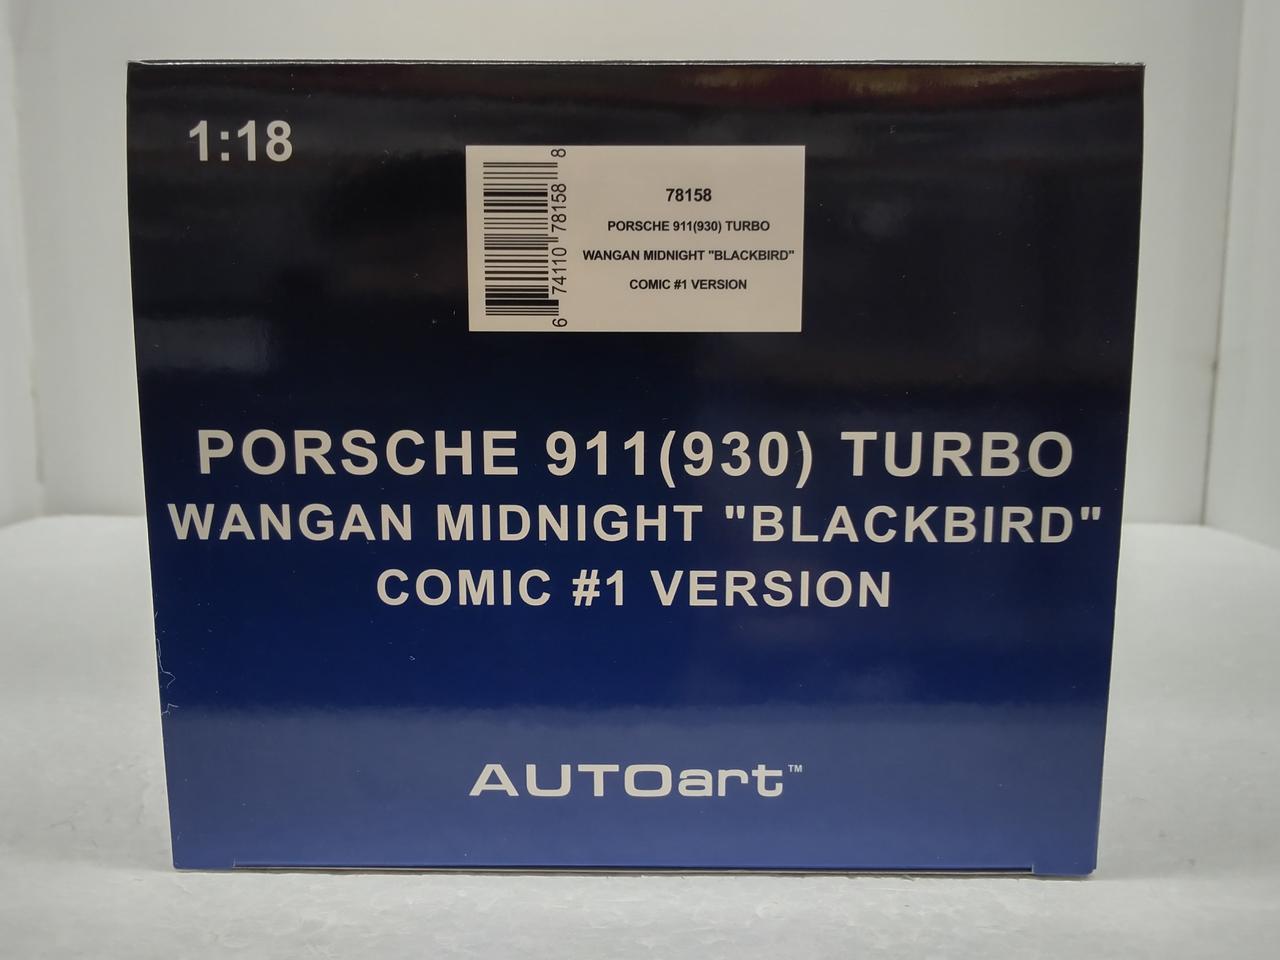 1:18
6 74110 78158 8
78158
PORSCHE 911(930) TURBO
WANGAN MIDNIGHT "BLACKBIRD"
COMIC #1 VERSION
PORSCHE 911(930) TURBO
WANGAN MIDNIGHT "BLACKBIRD"
COMIC #1 VERSION
AUTOart™